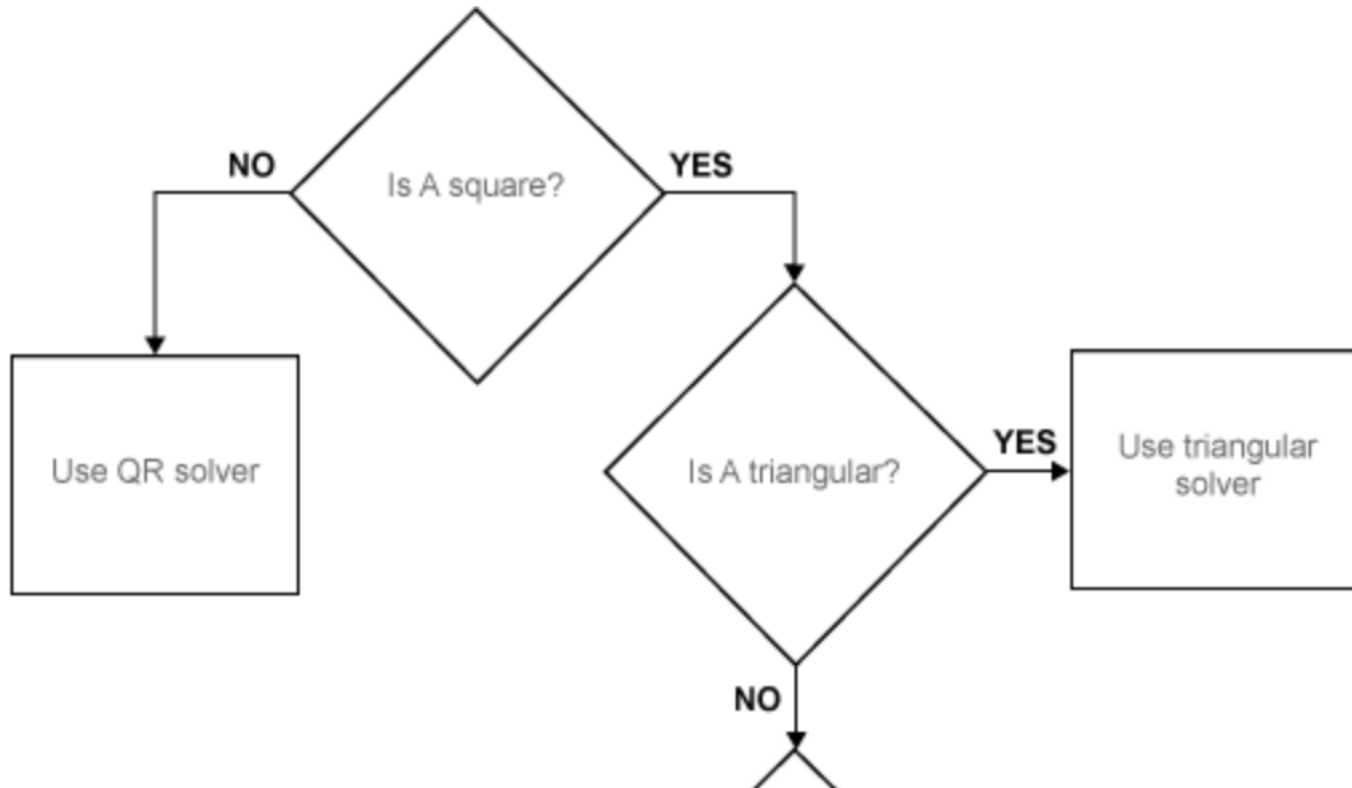 NO
Is A square?
YES
Use QR solver
Is A triangular?
YES
Use triangular
solver
NO